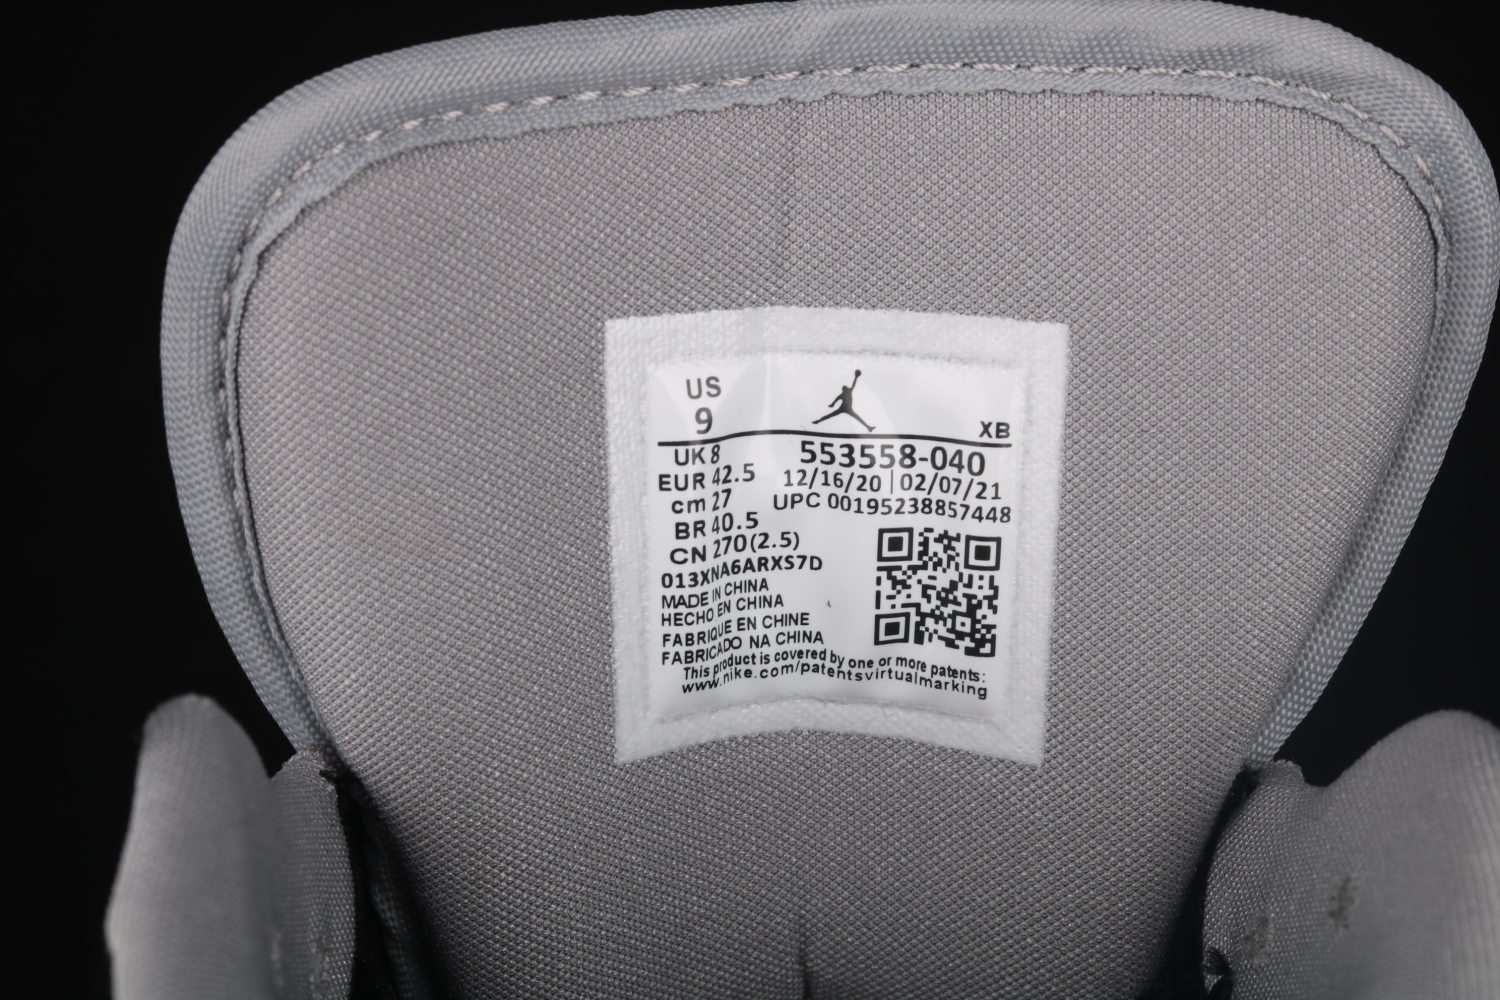 US
9
XB
UK 8
EUR 42.5
cm 27
BR 40.5
CN 270(2.5)
553558-040
12/16/20 | 02/07/21
UPC 00195238857448
013XNA6ARXS7D
MADE IN CHINA
HECHO EN CHINA
FABRIQUE EN CHINE
FABRICADO NA CHINA
This product is covered by one or more patents:
www.nike.com/patentsvirtualmarking